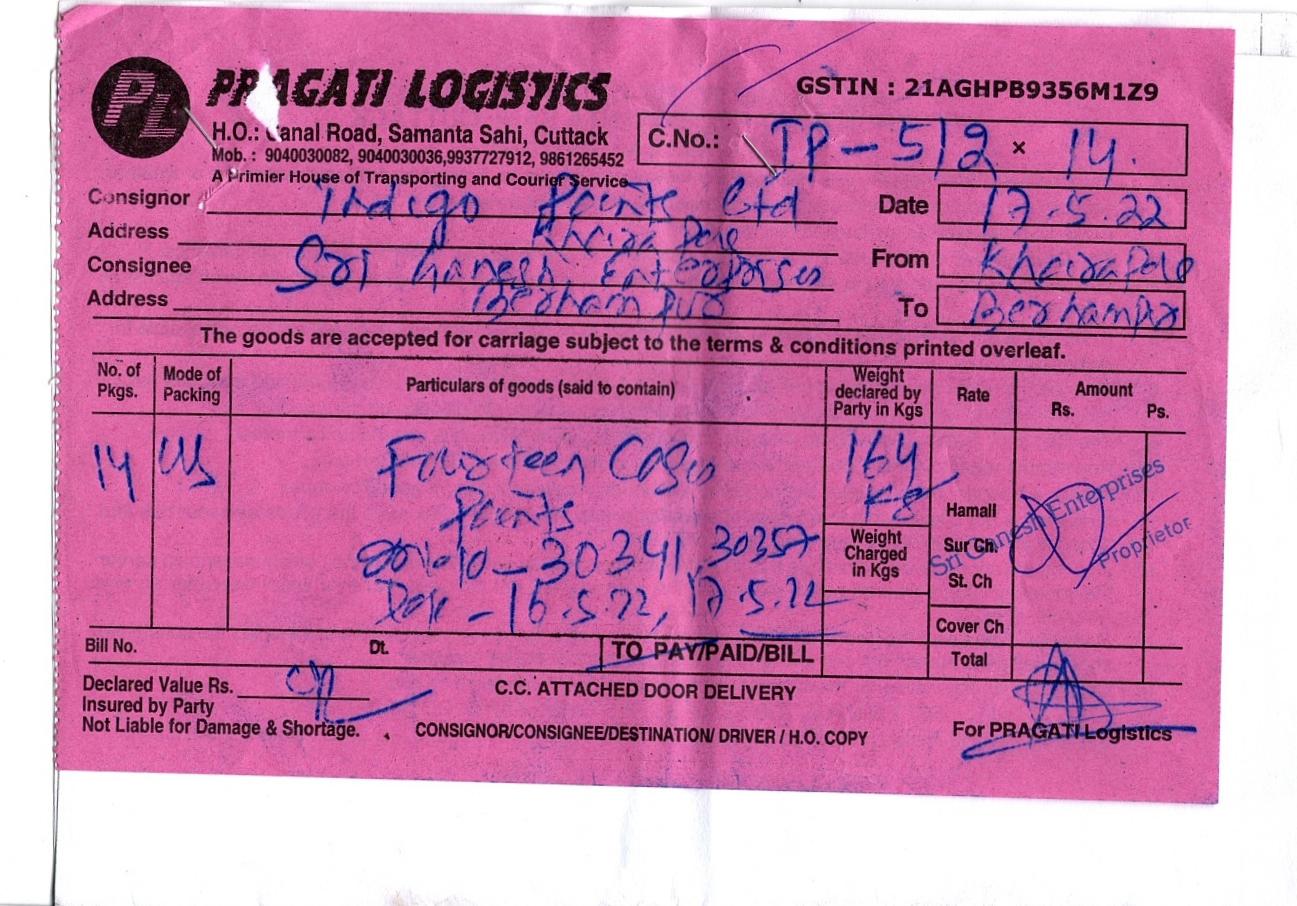 PL PRAGATI LOGISTICS
GSTIN : 21AGHPB9356M1Z9
H.O.: Canal Road, Samanta Sahi, Cuttack
Mob. : 9040030082, 9040030036,9937727912, 9861265452
A Primier House of Transporting and Courier Service
C.No.: TP-512 × 14.
Consignor Indigo Paints Ltd
Date 17.5.22
Address Khairapole
From Khairapole
Consignee Sri Ganesh Enterprises
Address Berhampur
To Berhampur
The goods are accepted for carriage subject to the terms & conditions printed overleaf.
No. of Pkgs. Mode of Packing Particulars of goods (said to contain) Weight declared by Party in Kgs Rate Amount Rs. Ps.
14 Fourteen Cases 164
Paints Kg
30341, 30357
Date - 16.5.22, 17.5.22
Weight Charged in Kgs
Hamali
Sur Ch.
St. Ch
Cover Ch
Sri Ganesh Enterprises
Proprietor
Bill No. Dt. TO PAY/PAID/BILL Total
Declared Value Rs.
C.C. ATTACHED DOOR DELIVERY
Insured by Party
Not Liable for Damage & Shortage.
CONSIGNOR/CONSIGNEE/DESTINATION/ DRIVER / H.O. COPY
For PRAGATI Logistics